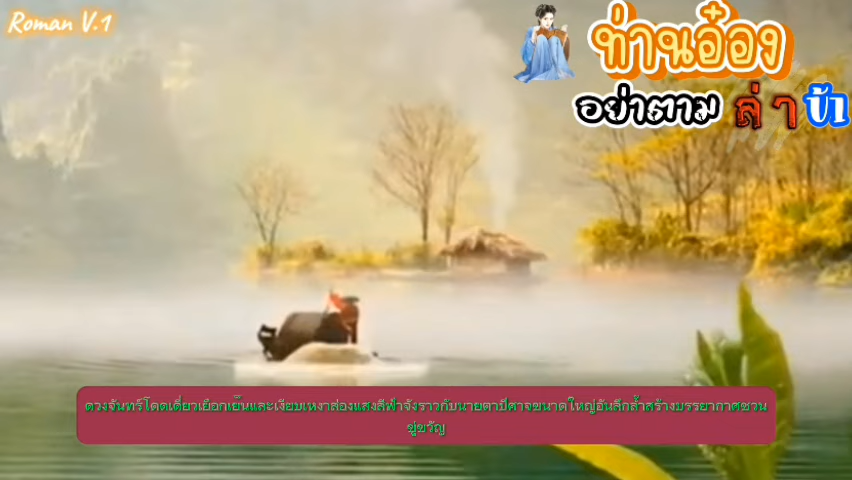 Roman V.1
ท่านอ๋อง
อย่าตาม ล่า ข้า
ดวงจันทร์โดดเดี่ยวเยือกเย็นและเงียบเหงาส่องแสงสีฟ้าจังราวกับนายตาปีศาจขนาดใหญ่อันลึกล้ำสร้างบรรยากาศชวน
ขู่ขวัญ